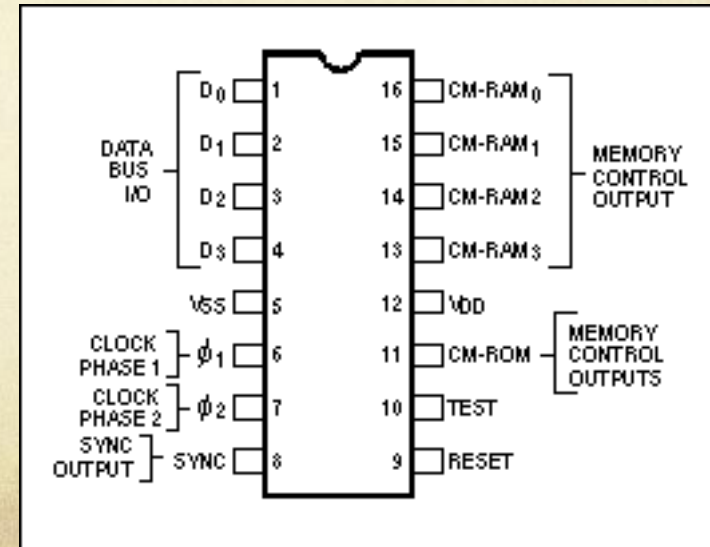 D0 1 16 CM-RAM0
D1 2 15 CM-RAM1
DATA
BUS
I/O
MEMORY
CONTROL
OUTPUT
D2 3 14 CM-RAM2
D3 4 13 CM-RAM3
VSS 5 12 VDD
CLOCK
PHASE 1
ϕ1 6 11 CM-ROM
MEMORY
CONTROL
OUTPUTS
CLOCK
PHASE 2
ϕ2 7 10 TEST
SYNC
OUTPUT
SYNC 8 9 RESET